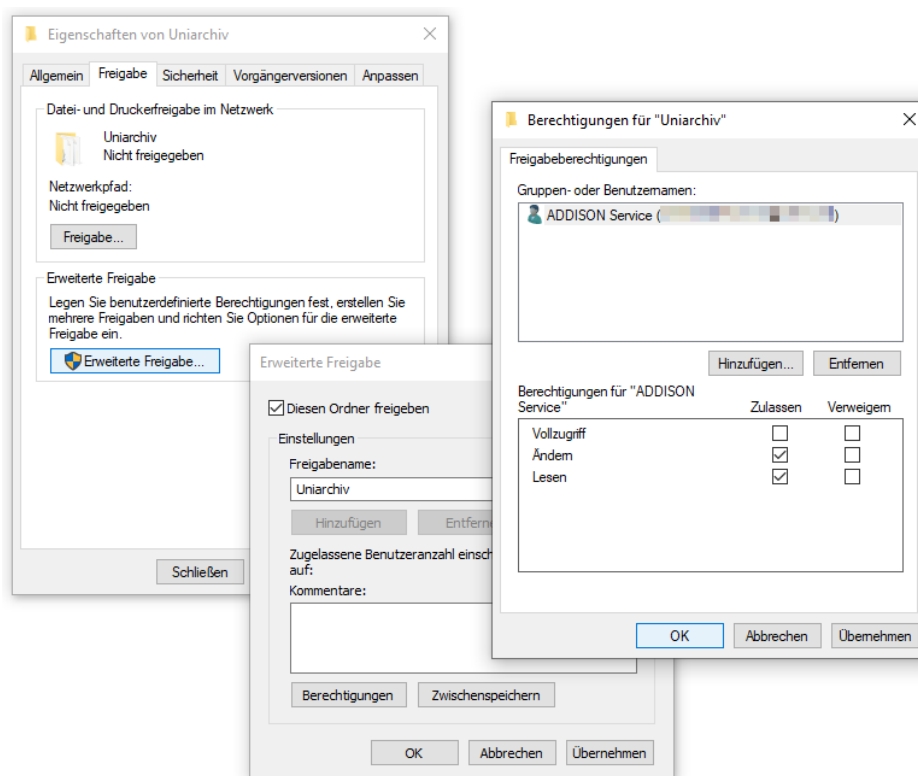 Eigenschaften von Uniarchiv
Allgemein Freigabe Sicherheit Vorgängerversionen Anpassen
Datei- und Druckerfreigabe im Netzwerk
Uniarchiv
Nicht freigegeben
Netzwerkpfad:
Nicht freigegeben
Freigabe...
Erweiterte Freigabe
Legen Sie benutzerdefinierte Berechtigungen fest, erstellen Sie
mehrere Freigaben und richten Sie Optionen für die erweiterte
Freigabe ein.
Erweiterte Freigabe...
Schließen
Erweiterte Freigabe
Diesen Ordner freigeben
Einstellungen
Freigabename:
Uniarchiv
Hinzufügen Entferne
Zugelassene Benutzeranzahl einsch
auf:
Kommentare:
Berechtigungen Zwischenspeichern
OK Abbrechen Übernehmen
Berechtigungen für "Uniarchiv"
Freigabeberechtigungen
Gruppen- oder Benutzernamen:
ADDISON Service ( )
Hinzufügen... Entfernen
Berechtigungen für "ADDISON
Service" Zulassen Verweigern
Vollzugriff
Ändern
Lesen
OK Abbrechen Übernehmen